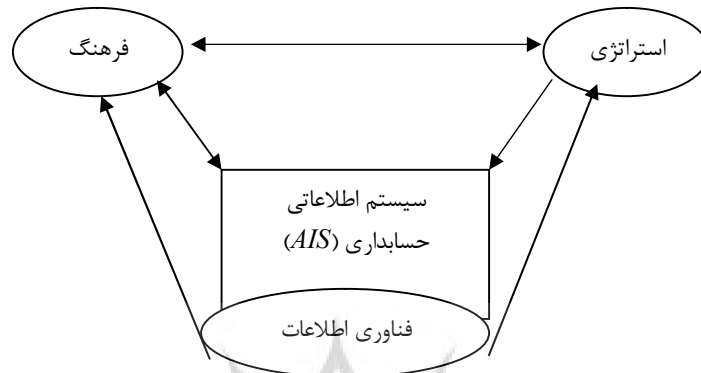 استراتژی
فرهنگ
سیستم اطلاعاتی
حسابداری (AIS)
فناوری اطلاعات